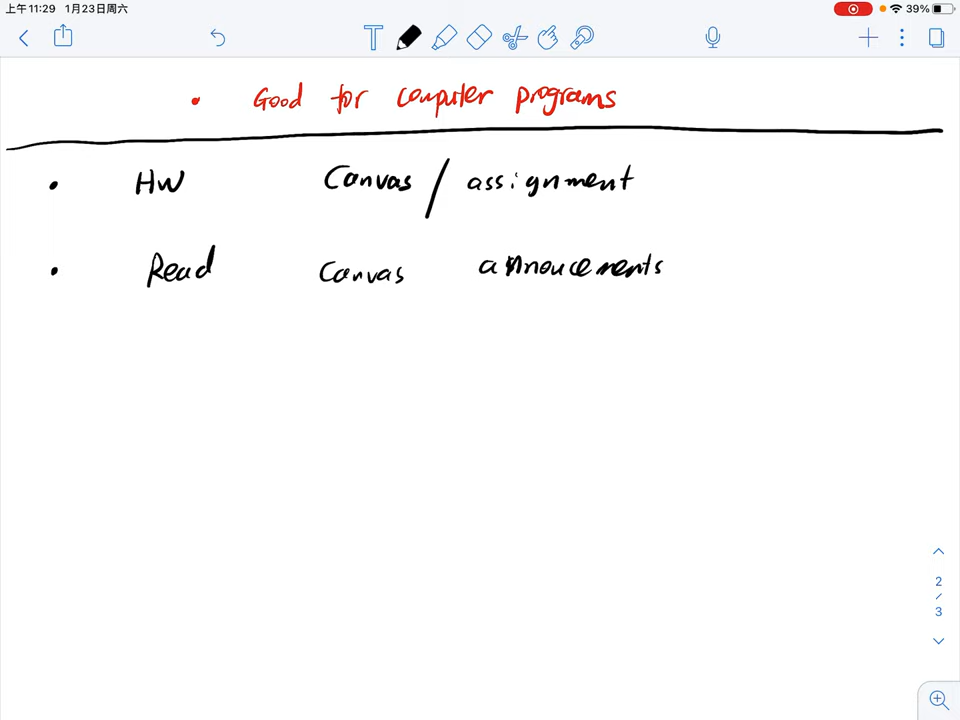 上午11:29 1月23日周六
39%
T
• Good for computer programs
• HW Canvas / assignment
• Read Canvas annoucements
2
/
3